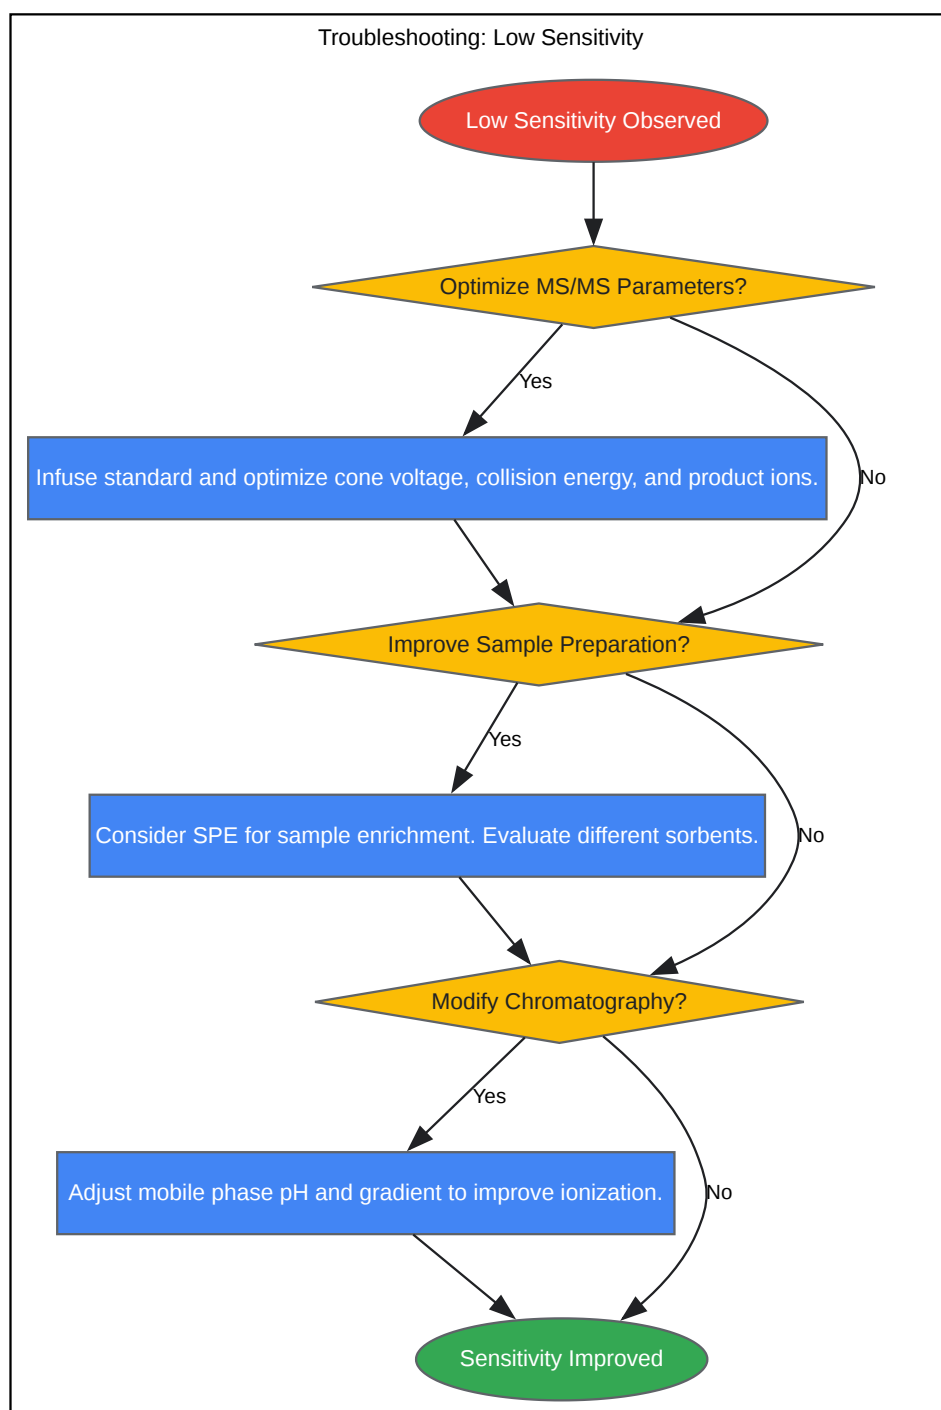 Troubleshooting: Low Sensitivity
Low Sensitivity Observed
Optimize MS/MS Parameters?
Yes
Infuse standard and optimize cone voltage, collision energy, and product ions.
No
Improve Sample Preparation?
Yes
Consider SPE for sample enrichment. Evaluate different sorbents.
No
Modify Chromatography?
Yes
Adjust mobile phase pH and gradient to improve ionization.
No
Sensitivity Improved